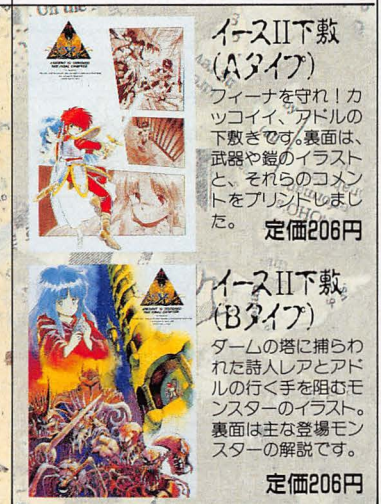 On the
イースII下敷
(Aタイプ)
フィーナを守れ！カ
ッコイイ、アドルの
下敷きです。裏面は、
武器や鎧のイラスト
と、それらのコメン
トをプリントしまし
た。
定価206円
イースII下敷
(Bタイプ)
ダームの塔に捕らわ
れた詩人レアとアド
ルの行く手を阻むモ
ンスターのイラスト。
裏面は主な登場モン
スターの解説です。
定価206円